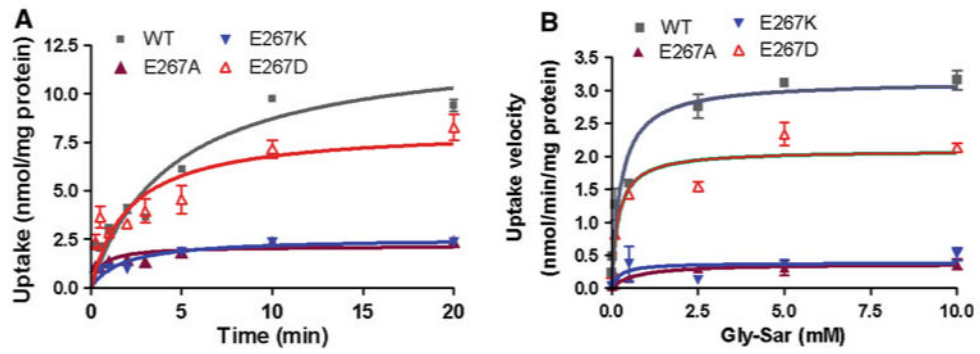 A
WT
E267K
E267A
E267D
Uptake (nmol/mg protein)
12.5
10.0
7.5
5.0
2.5
0.0
0
5
10
15
20
Time (min)
B
WT
E267K
E267A
E267D
Uptake velocity
(nmol/min/mg protein)
3.5
3.0
2.5
2.0
1.5
1.0
0.5
0.0
0.0
2.5
5.0
7.5
10.0
Gly-Sar (mM)